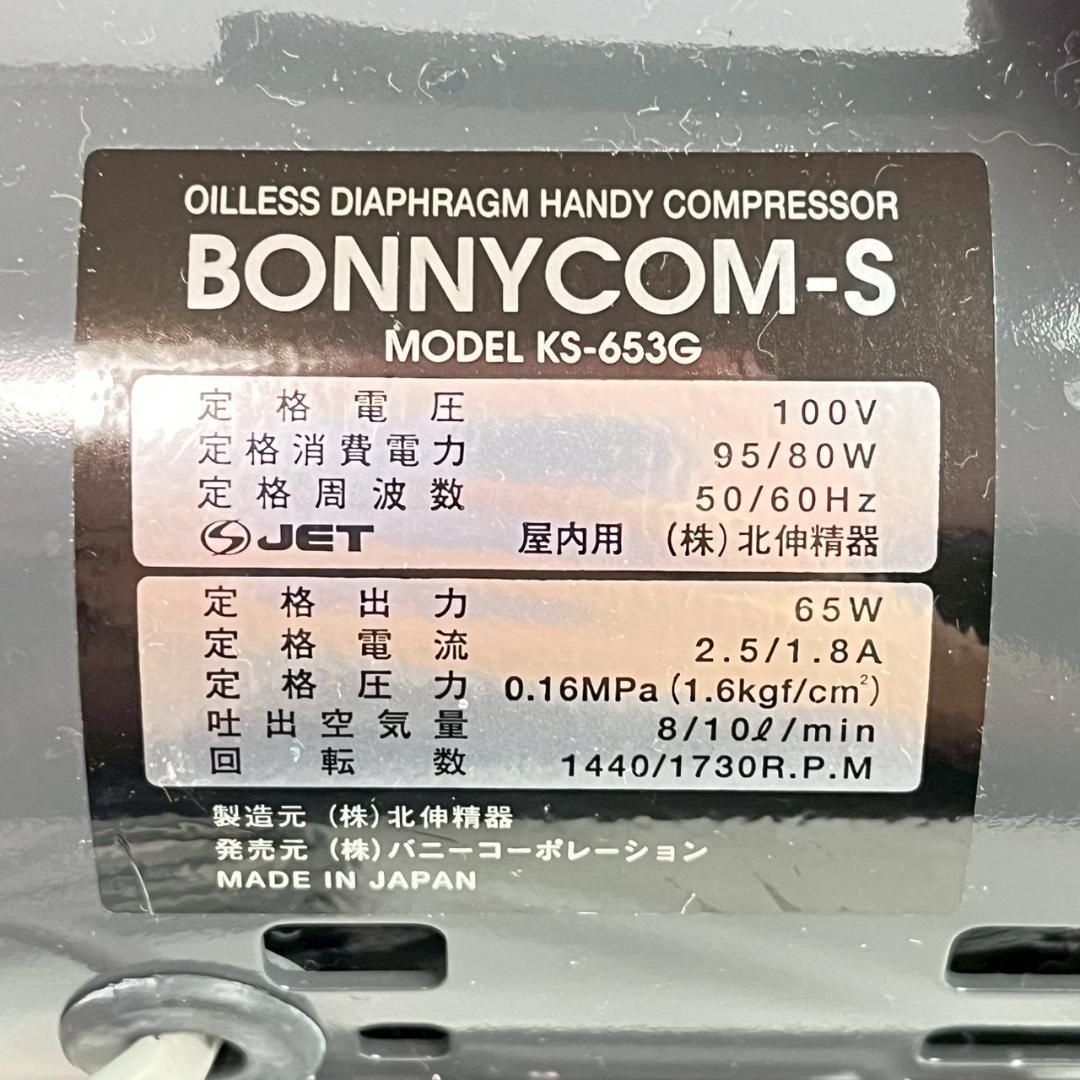 OILLESS DIAPHRAGM HANDY COMPRESSOR
BONNYCOM-S
MODEL KS-653G
定格電圧 100V
定格消費電力 95/80W
定格周波数 50/60Hz
JET 屋内用 (株)北伸精器
定格出力 65W
定格電流 2.5/1.8A
定格圧力 0.16MPa (1.6kgf/cm²)
吐出空気量 8/10ℓ/min
回転数 1440/1730R.P.M
製造元 (株)北伸精器
発売元 (株)バニーコーポレーション
MADE IN JAPAN